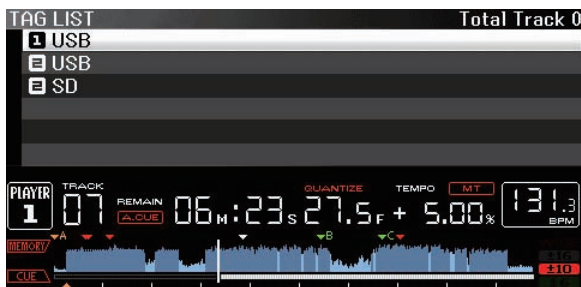 TAG LIST Total Track 0
1 USB
2 USB
2 SD
PLAYER 1
TRACK 07
REMAIN A.CUE 06M:23S27.5F
QUANTIZE
TEMPO MT +5.00%
131.3 BPM
A B C
MEMORY
±10
CUE